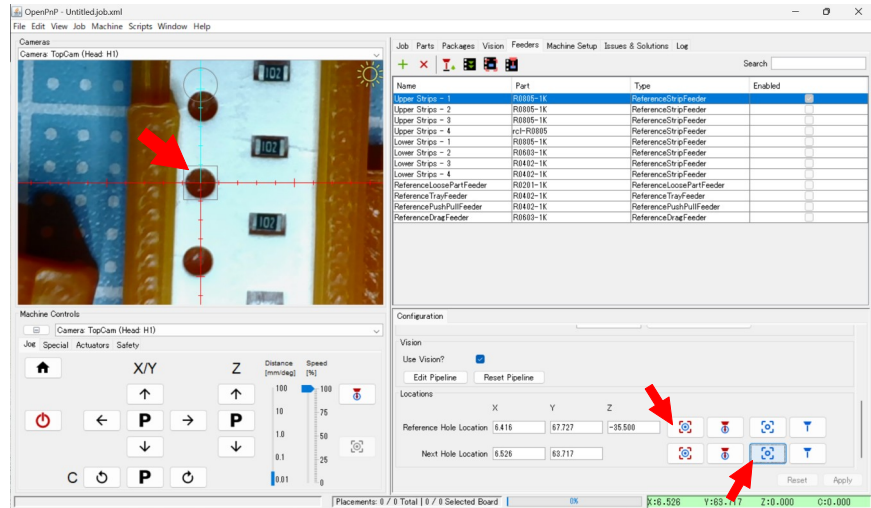 OpenPnP - Untitled.job.xml
File Edit View Job Machine Scripts Window Help
Cameras
Camera: TopCam (Head: H1)
102
102
102
Machine Controls
Camera: TopCam (Head: H1)
Jog Special Actuators Safety
X/Y Z
Distance [mm/deg]
Speed [%]
100 100
10 75
1.0 50
0.1 25
0.01 0
P P
C P
Job Parts Packages Vision Feeders Machine Setup Issues & Solutions Log
Search
Name Part Type Enabled
Upper Strips - 1 R0805-1K ReferenceStripFeeder
Upper Strips - 2 R0805-1K ReferenceStripFeeder
Upper Strips - 3 R0805-1K ReferenceStripFeeder
Upper Strips - 4 rcl-R0805 ReferenceStripFeeder
Lower Strips - 1 R0805-1K ReferenceStripFeeder
Lower Strips - 2 R0603-1K ReferenceStripFeeder
Lower Strips - 3 R0402-1K ReferenceStripFeeder
Lower Strips - 4 R0402-1K ReferenceStripFeeder
ReferenceLoosePartFeeder R0201-1K ReferenceLoosePartFeeder
ReferenceTrayFeeder R0402-1K ReferenceTrayFeeder
ReferencePushPullFeeder R0402-1K ReferencePushPullFeeder
ReferenceDragFeeder R0603-1K ReferenceDragFeeder
Configuration
Vision
Use Vision?
Edit Pipeline Reset Pipeline
Locations
X Y Z
Reference Hole Location 6.416 67.727 -35.500
Next Hole Location 6.526 63.717
Reset Apply
Placements: 0 / 0 Total | 0 / 0 Selected Board 0% X:6.526 Y:63.717 Z:0.000 C:0.000